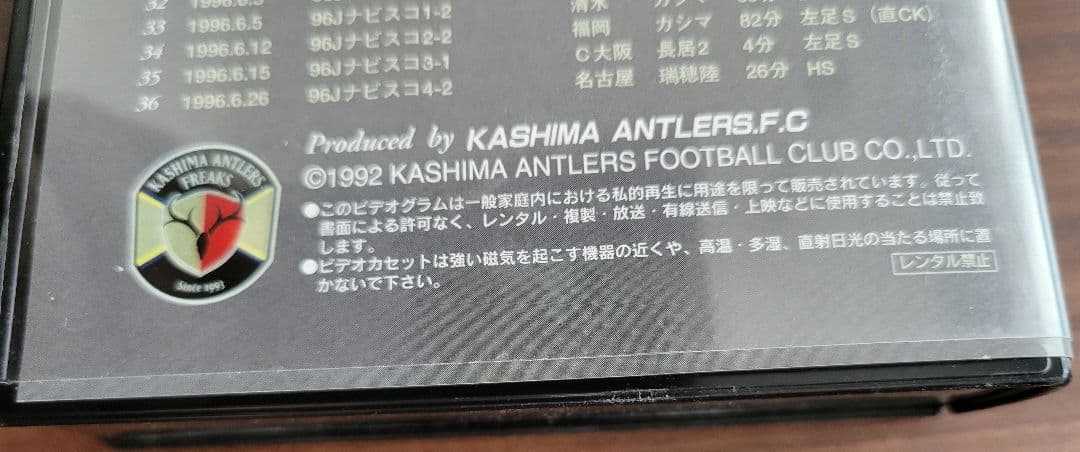 33 1996.6.5 96Jナビスコ1-2 清水 カシマ
34 1996.6.12 96Jナビスコ2-2 福岡 カシマ 82分 左足S（直CK）
35 1996.6.15 96Jナビスコ3-1 C大阪 長居2 4分 左足S
36 1996.6.26 96Jナビスコ4-2 名古屋 瑞穂陸 26分 HS
Produced by KASHIMA ANTLERS.F.C
©1992 KASHIMA ANTLERS FOOTBALL CLUB CO.,LTD.
●このビデオグラムは一般家庭内における私的再生に用途を限って販売されています。従って
書面による許可なく、レンタル・複製・放送・有線送信・上映などに使用することは禁止致
します。
●ビデオカセットは強い磁気を起こす機器の近くや、高温・多湿、直射日光の当たる場所に置
かないで下さい。
レンタル禁止
KASHIMA ANTLERS
FREAKS
Since 1993